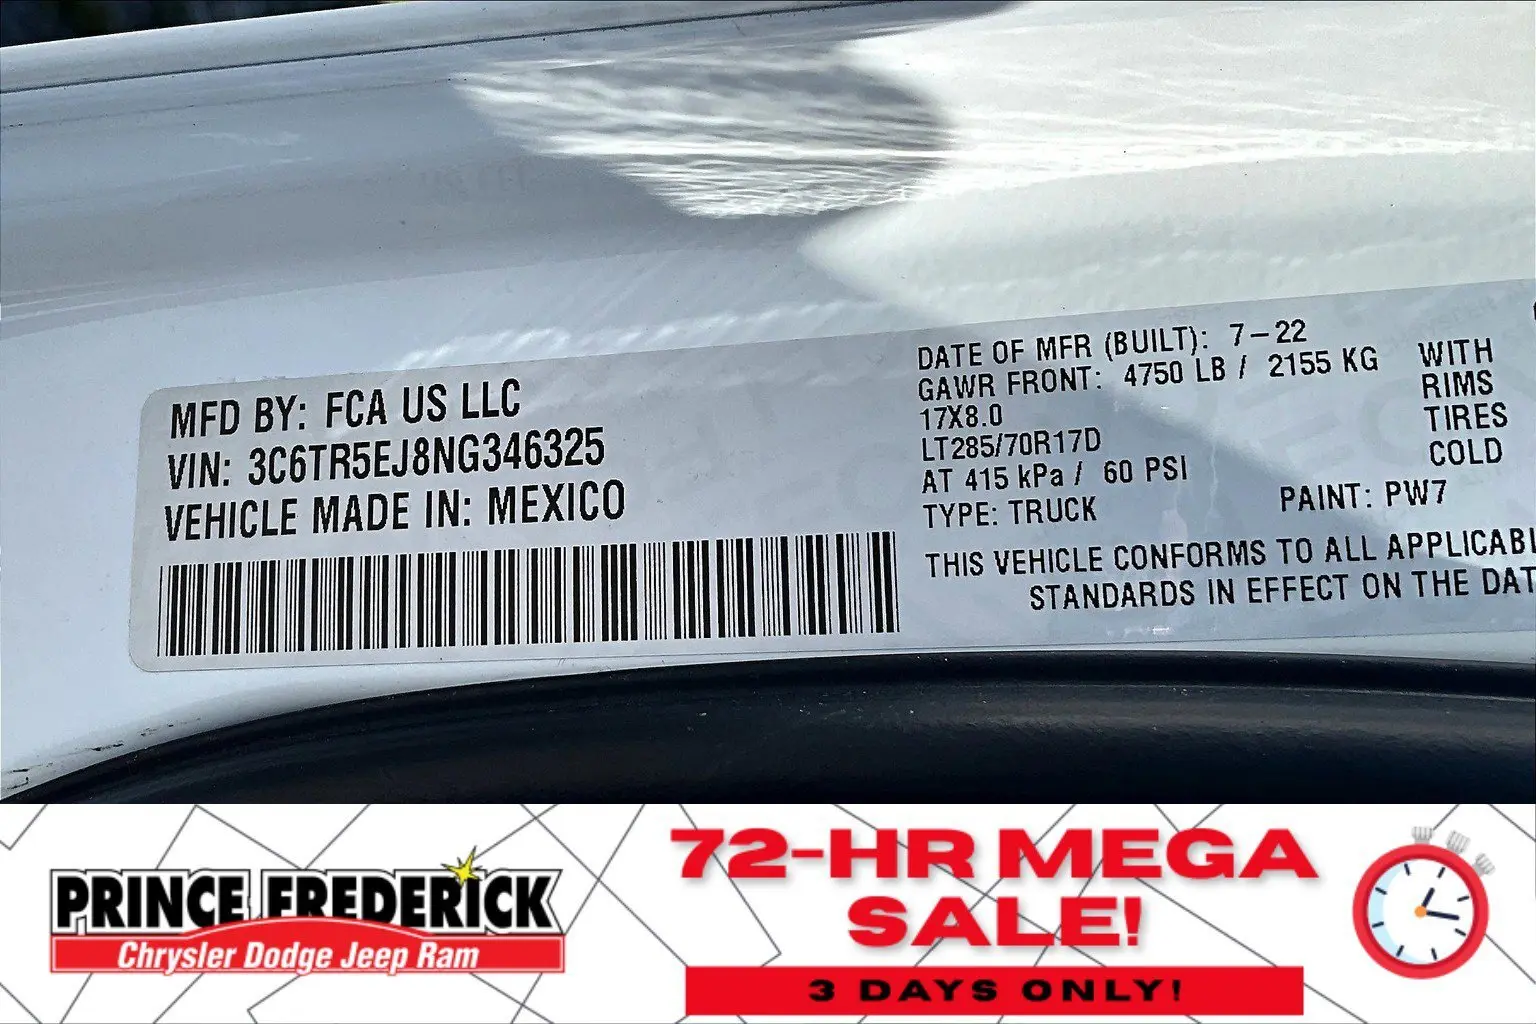 MFD BY: FCA US LLC
VIN: 3C6TR5EJ8NG346325
VEHICLE MADE IN: MEXICO
DATE OF MFR (BUILT): 7-22
GAWR FRONT: 4750 LB / 2155 KG WITH
17X8.0 RIMS
LT285/70R17D TIRES
AT 415 kPa / 60 PSI COLD
TYPE: TRUCK PAINT: PW7
THIS VEHICLE CONFORMS TO ALL APPLICABL
STANDARDS IN EFFECT ON THE DAT
PRINCE FREDERICK
Chrysler Dodge Jeep Ram
72-HR MEGA
SALE!
3 DAYS ONLY!